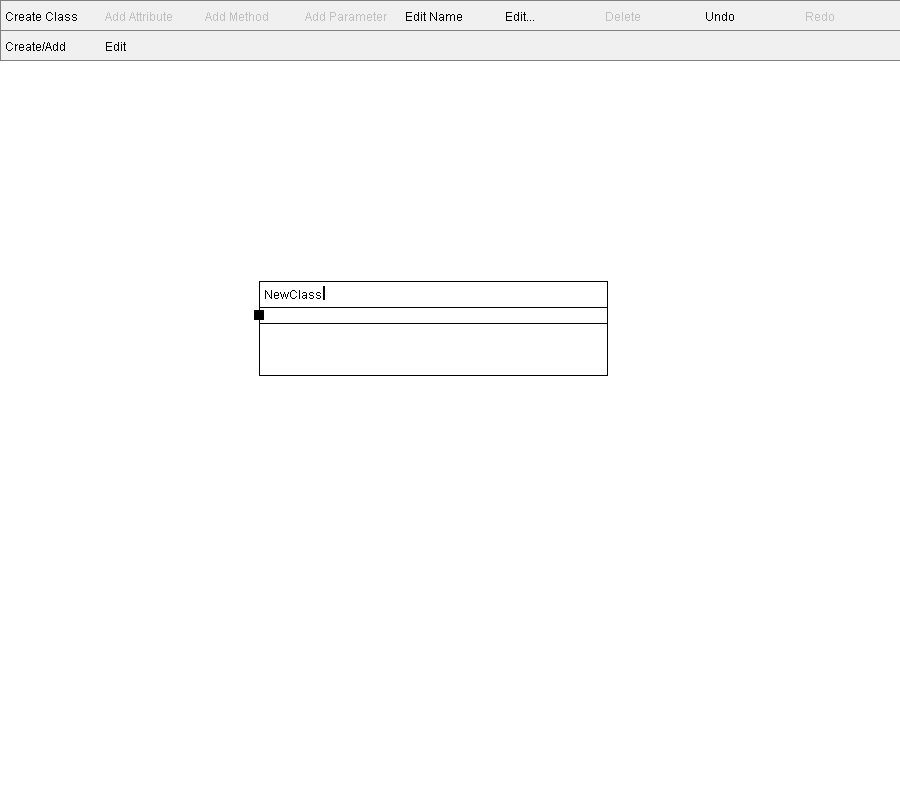 Create Class Add Attribute Add Method Add Parameter Edit Name Edit... Delete Undo Redo
Create/Add Edit
NewClass